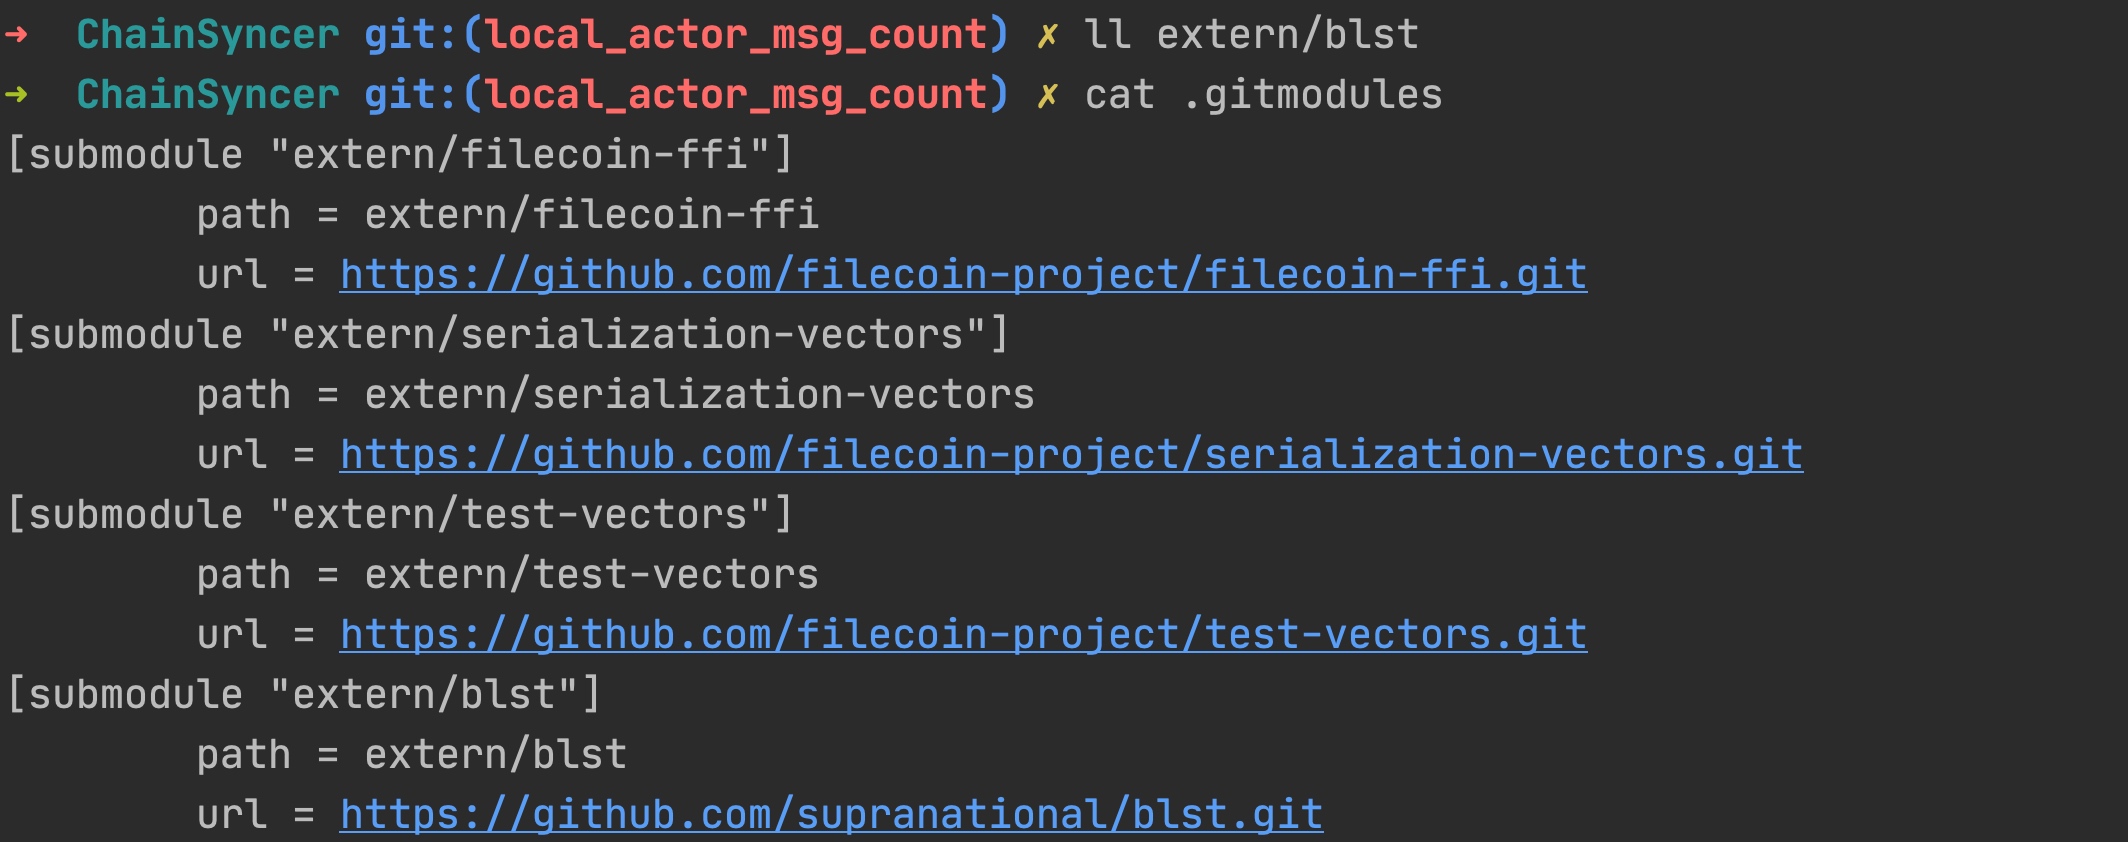 ➜  ChainSyncer git:(local_actor_msg_count) ✗ ll extern/blst
➜  ChainSyncer git:(local_actor_msg_count) ✗ cat .gitmodules
[submodule "extern/filecoin-ffi"]
        path = extern/filecoin-ffi
        url = https://github.com/filecoin-project/filecoin-ffi.git
[submodule "extern/serialization-vectors"]
        path = extern/serialization-vectors
        url = https://github.com/filecoin-project/serialization-vectors.git
[submodule "extern/test-vectors"]
        path = extern/test-vectors
        url = https://github.com/filecoin-project/test-vectors.git
[submodule "extern/blst"]
        path = extern/blst
        url = https://github.com/supranational/blst.git